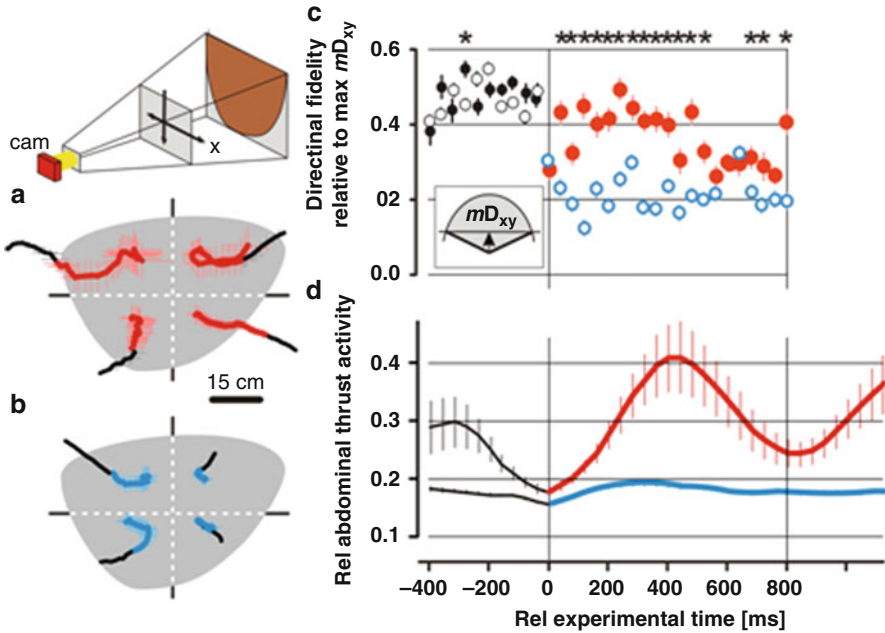 cam
x
a
15 cm
b
c
* * * * * * * * * * * * * *
Directinal fidelity
relative to max mDxy
0.6
0.4
02
0.0
mDxy
d
Rel abdominal thrust activity
0.4
0.3
0.2
0.1
−400 −200 0 200 400 600 800
Rel experimental time [ms]